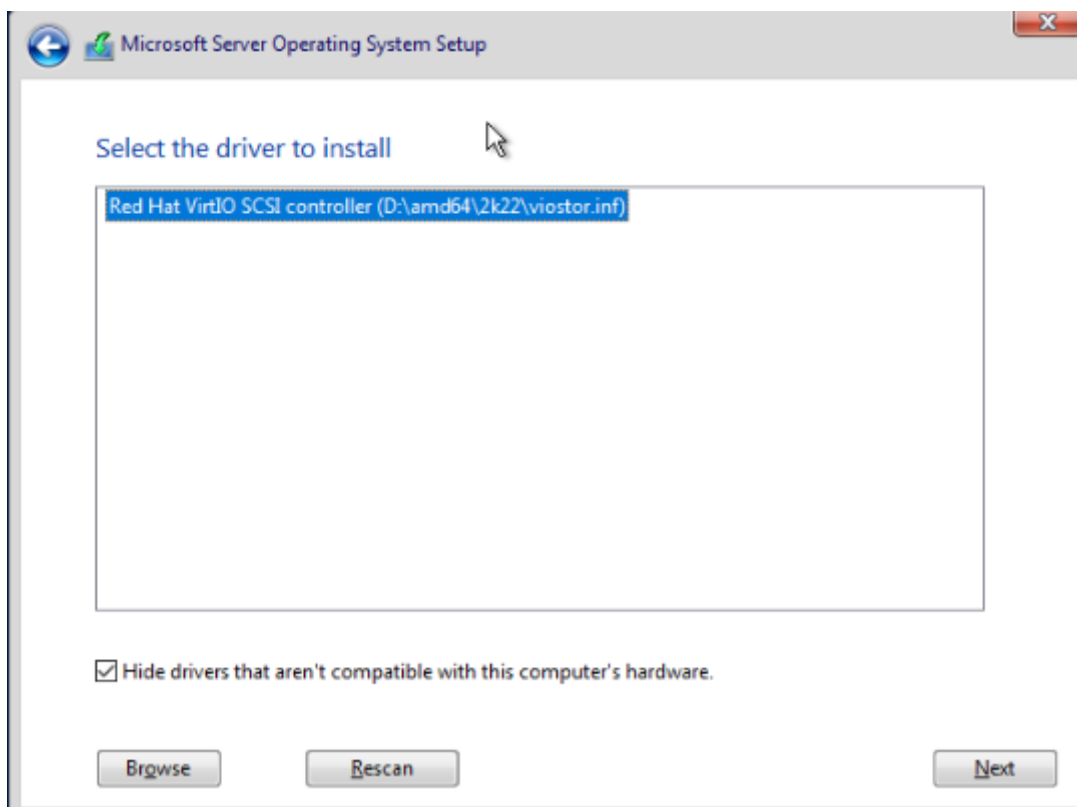 Microsoft Server Operating System Setup
Select the driver to install
Red Hat VirtIO SCSI controller (D:\amd64\2k22\viostor.inf)
Hide drivers that aren't compatible with this computer's hardware.
Browse Rescan Next